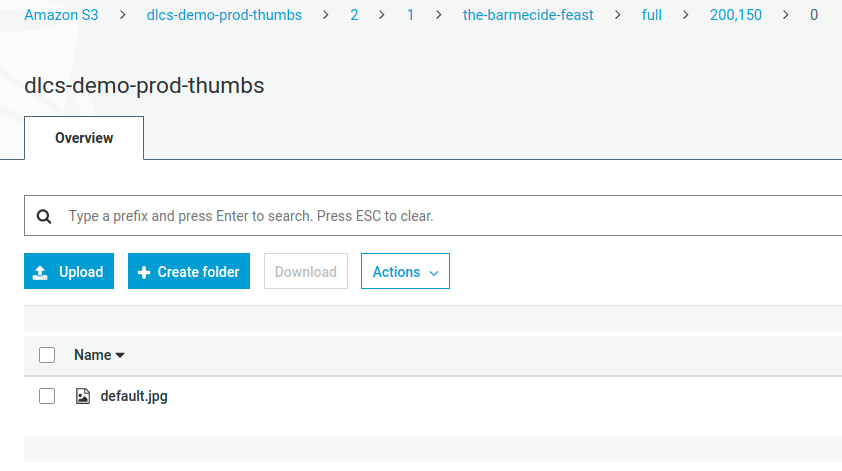 Amazon S3 > dlcs-demo-prod-thumbs > 2 > 1 > the-barmecide-feast > full > 200,150 > 0
dlcs-demo-prod-thumbs
Overview
Type a prefix and press Enter to search. Press ESC to clear.
Upload Create folder Download Actions
Name
default.jpg